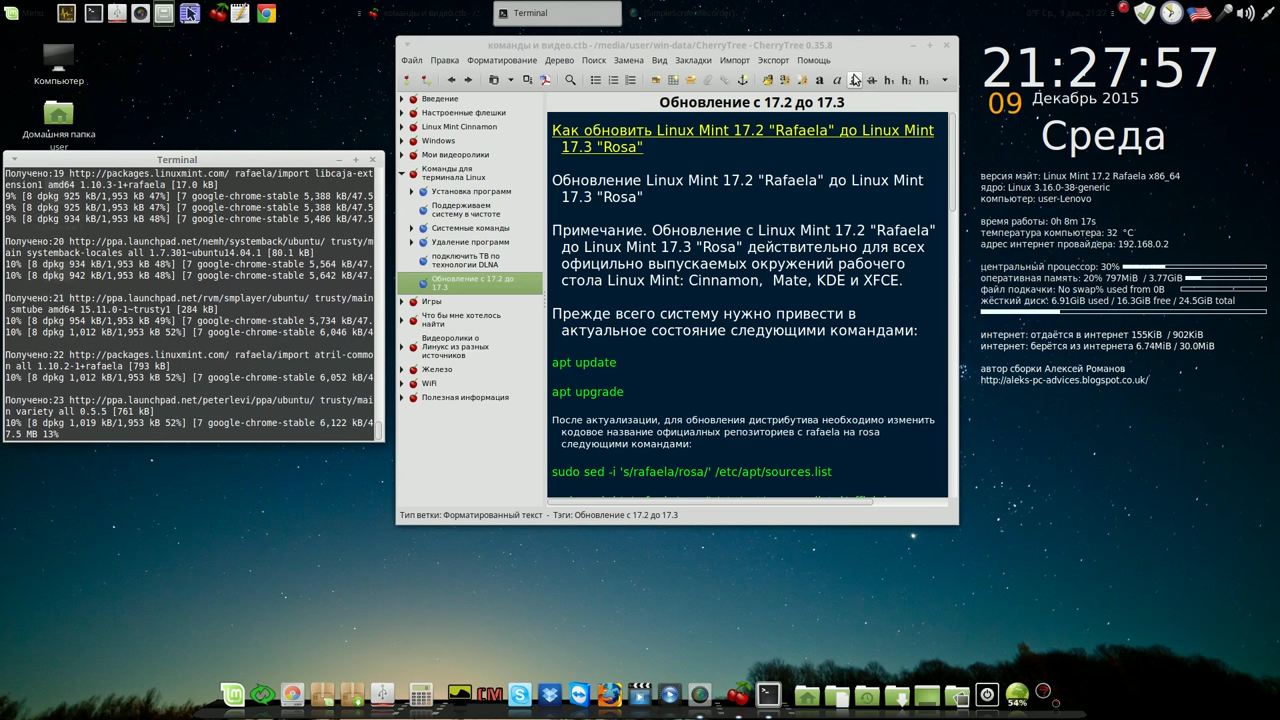 Terminal
Компьютер
Домашняя папка
user
Terminal
Получено:19 http://packages.linuxmint.com/ rafaela/import libcaja-ext
ension1 amd64 1.10.3-1+rafaela [17.0 kB]
9% [8 dpkg 925 kB/1,953 kB 47%] [7 google-chrome-stable 5,388 kB/47.5
9% [8 dpkg 925 kB/1,953 kB 47%] [7 google-chrome-stable 5,388 kB/47.5
9% [8 dpkg 934 kB/1,953 kB 48%] [7 google-chrome-stable 5,486 kB/47.5
Получено:20 http://ppa.launchpad.net/nemh/systemback/ubuntu/ trusty/m
ain systemback-locales all 1.7.301~ubuntu14.04.1 [80.1 kB]
10% [8 dpkg 934 kB/1,953 kB 48%] [7 google-chrome-stable 5,564 kB/47.
10% [8 dpkg 942 kB/1,953 kB 48%] [7 google-chrome-stable 5,642 kB/47.
Получено:21 http://ppa.launchpad.net/rvm/smplayer/ubuntu/ trusty/main
smtube amd64 15.11.0-1~trusty1 [284 kB]
10% [8 dpkg 954 kB/1,953 kB 49%] [7 google-chrome-stable 5,734 kB/47.
10% [8 dpkg 1,012 kB/1,953 kB 52%] [7 google-chrome-stable 6,046 kB/4
Получено:22 http://packages.linuxmint.com/ rafaela/import atril-commo
n all 1.10.2-1+rafaela [793 kB]
10% [8 dpkg 1,012 kB/1,953 kB 52%] [7 google-chrome-stable 6,052 kB/4
Получено:23 http://ppa.launchpad.net/peterlevi/ppa/ubuntu/ trusty/mai
n variety all 0.5.5 [761 kB]
10% [8 dpkg 1,019 kB/1,953 kB 52%] [7 google-chrome-stable 6,122 kB/4
7.5 MB 13%
команды и видео.ctb - /media/user/win-data/CherryTree - CherryTree 0.35.8
Файл Правка Форматирование Дерево Поиск Замена Вид Закладки Импорт Экспорт Помощь
a a a h1 h2 h3
Введение
Настроенные флешки
Linux Mint Cinnamon
Windows
Мои видеоролики
Команды для
терминала Linux
Установка программ
Поддерживаем
систему в чистоте
Системные команды
Удаление программ
подключить ТВ по
технологии DLNA
Обновление с 17.2 до
17.3
Игры
Что бы мне хотелось
найти
Видеоролики о
Линукс из разных
источников
Железо
WiFi
Полезная информация
Обновление с 17.2 до 17.3
Как обновить Linux Mint 17.2 "Rafaela" до Linux Mint
17.3 "Rosa"
Обновление Linux Mint 17.2 "Rafaela" до Linux Mint
17.3 "Rosa"
Примечание. Обновление с Linux Mint 17.2 "Rafaela"
до Linux Mint 17.3 "Rosa" действительно для всех
официльно выпускаемых окружений рабочего
стола Linux Mint: Cinnamon, Mate, KDE и XFCE.
Прежде всего систему нужно привести в
актуальное состояние следующими командами:
apt update
apt upgrade
После актуализации, для обновления дистрибутива необходимо изменить
кодовое название официалных репозиториев с rafaela на rosa
следующими командами:
sudo sed -i 's/rafaela/rosa/' /etc/apt/sources.list
Тип ветки: Форматированный текст - Тэги: Обновление с 17.2 до 17.3
21:27:57
09 Декабрь 2015
Среда
версия мэйт: Linux Mint 17.2 Rafaela x86_64
ядро: Linux 3.16.0-38-generic
компьютер: user-Lenovo
время работы: 0h 8m 17s
температура компьютера: 32 °C
адрес интернет провайдера: 192.168.0.2
центральный процессор: 30%
оперативная память: 20% 797MiB / 3.77GiB
файл подкачки: No swap% used from 0B
жёсткий диск: 6.91GiB used / 16.3GiB free / 24.5GiB total
интернет: отдаётся в интернет 155KiB / 902KiB
интернет: берётся из интернета 6.74MiB / 30.0MiB
автор сборки Алексей Романов
http://aleks-pc-advices.blogspot.co.uk/
CM
54%